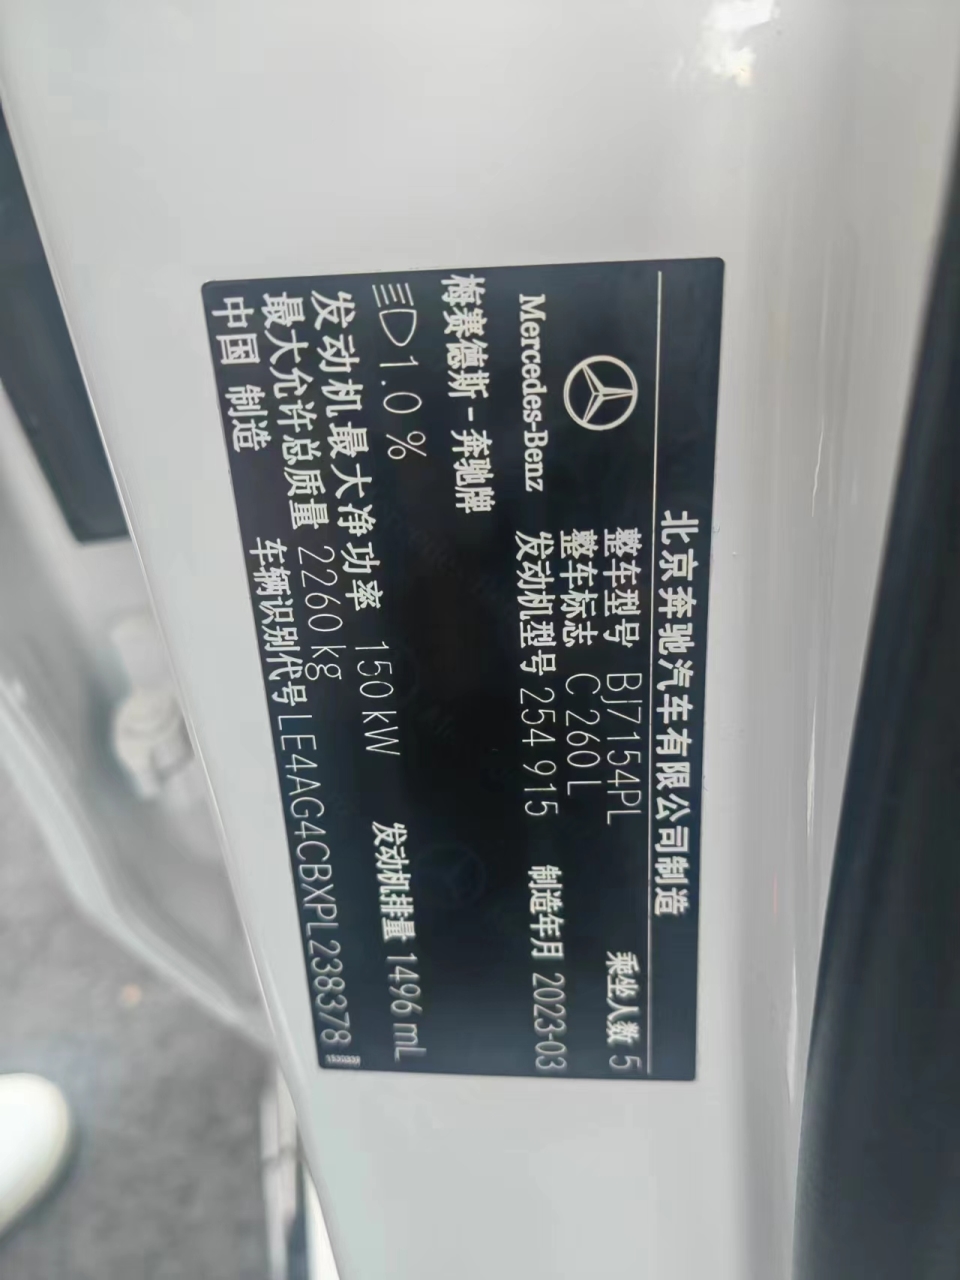 北京奔驰汽车有限公司制造
整车型号 BJ7154PL 乘坐人数 5
整车标志 C 260 L
Mercedes-Benz 发动机型号 254 915 制造年月 2023-03
梅赛德斯-奔驰牌
1.0 %
发动机最大净功率 150 kW 发动机排量 1496 mL
最大允许总质量 2260 kg
中国 制造 车辆识别代号 LE4AG4CBXPL238378